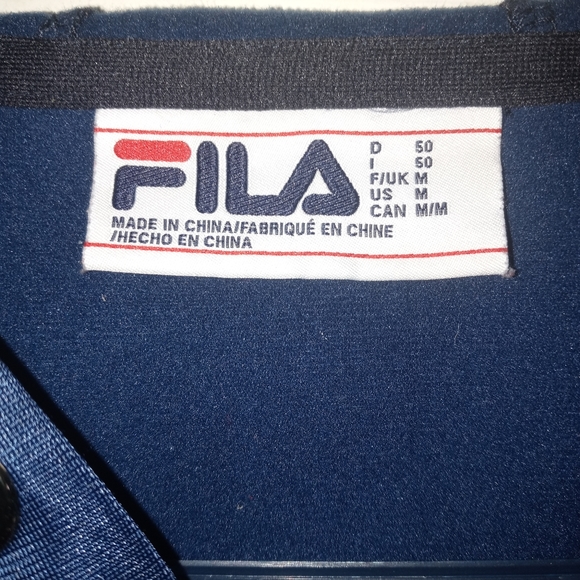 FILA
D 50
I 50
F/UK M
US M
CAN M/M
MADE IN CHINA/FABRIQUÉ EN CHINE
/HECHO EN CHINA